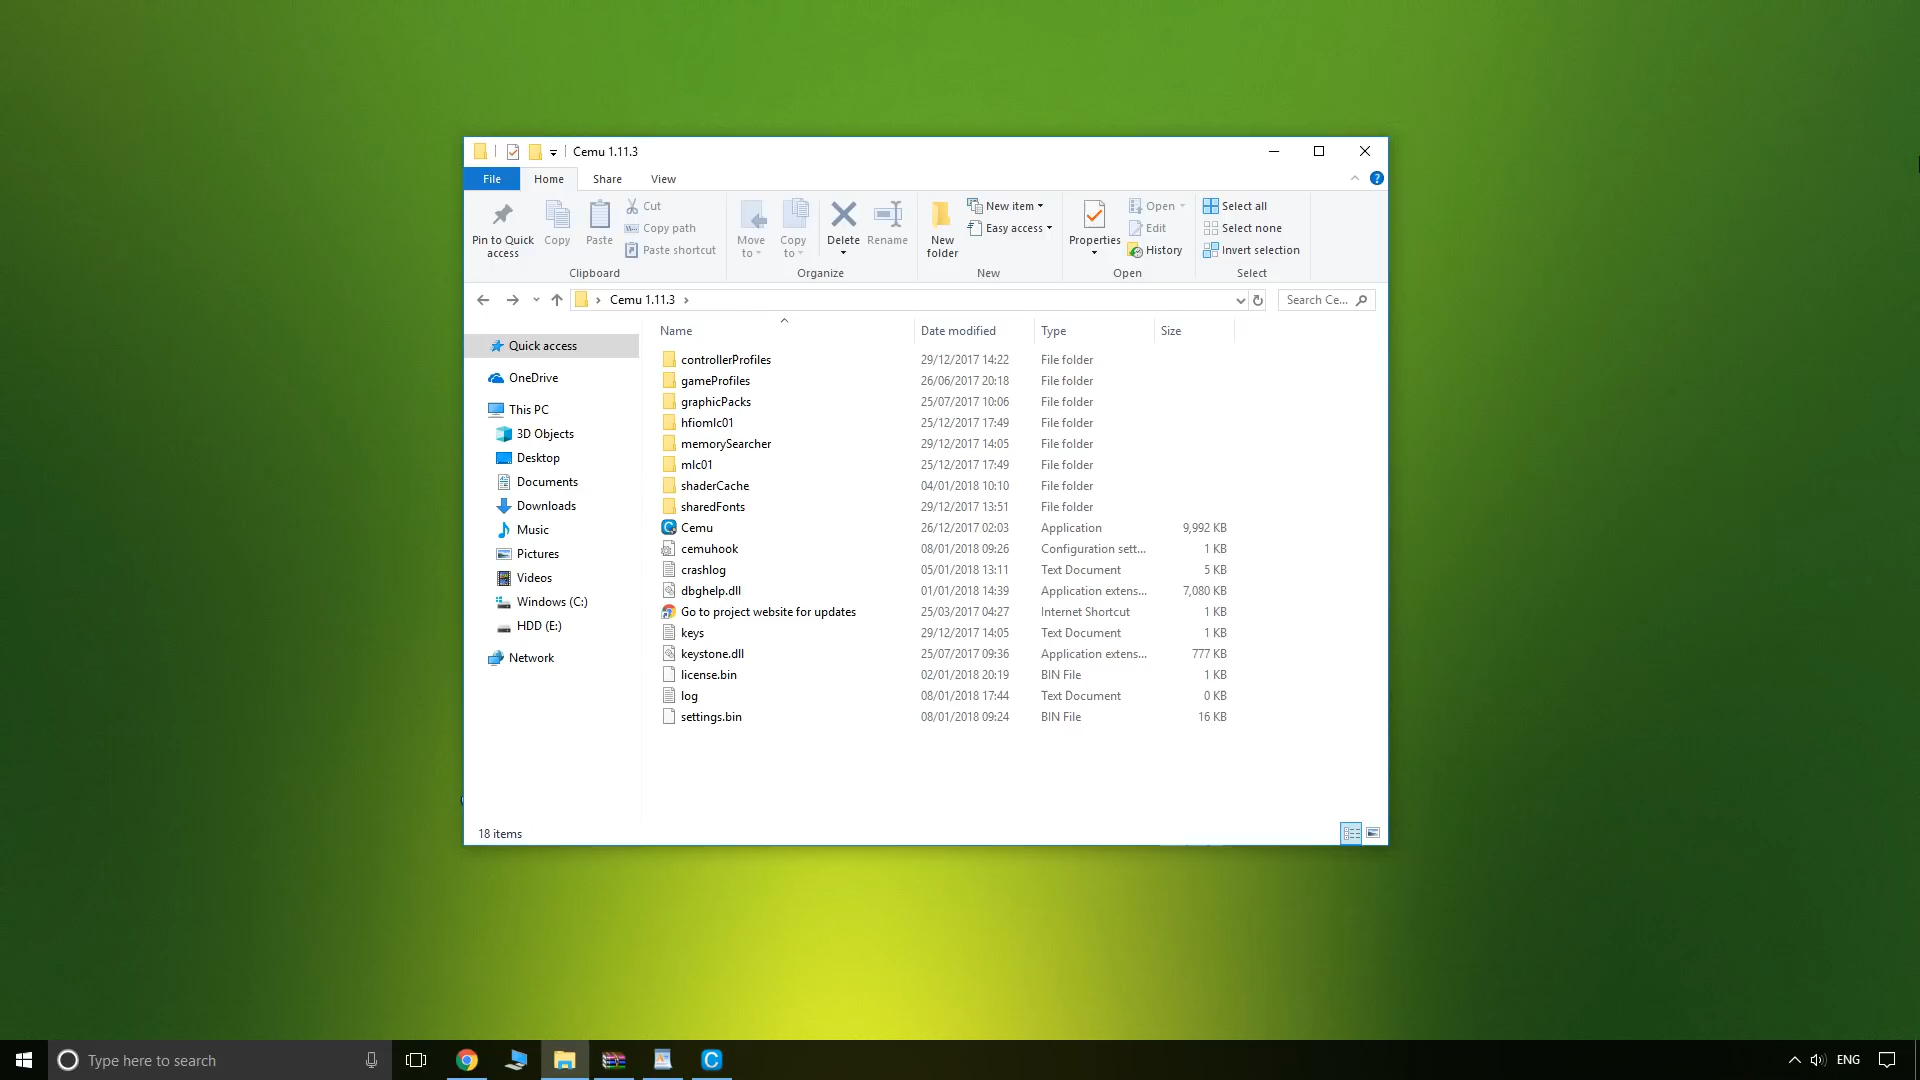 Cemu 1.11.3
File Home Share View
Pin to Quick access
Copy
Paste
Cut
Copy path
Paste shortcut
Clipboard
Move to
Copy to
Delete
Rename
Organize
New folder
New item
Easy access
New
Properties
Open
Edit
History
Open
Select all
Select none
Invert selection
Select
Cemu 1.11.3
Search Ce...
Name Date modified Type Size
Quick access
OneDrive
This PC
3D Objects
Desktop
Documents
Downloads
Music
Pictures
Videos
Windows (C:)
HDD (E:)
Network
controllerProfiles 29/12/2017 14:22 File folder
gameProfiles 26/06/2017 20:18 File folder
graphicPacks 25/07/2017 10:06 File folder
hfiomlc01 25/12/2017 17:49 File folder
memorySearcher 29/12/2017 14:05 File folder
mlc01 25/12/2017 17:49 File folder
shaderCache 04/01/2018 10:10 File folder
sharedFonts 29/12/2017 13:51 File folder
Cemu 26/12/2017 02:03 Application 9,992 KB
cemuhook 08/01/2018 09:26 Configuration sett... 1 KB
crashlog 05/01/2018 13:11 Text Document 5 KB
dbghelp.dll 01/01/2018 14:39 Application extens... 7,080 KB
Go to project website for updates 25/03/2017 04:27 Internet Shortcut 1 KB
keys 29/12/2017 14:05 Text Document 1 KB
keystone.dll 25/07/2017 09:36 Application extens... 777 KB
license.bin 02/01/2018 20:19 BIN File 1 KB
log 08/01/2018 17:44 Text Document 0 KB
settings.bin 08/01/2018 09:24 BIN File 16 KB
18 items
Type here to search
ENG